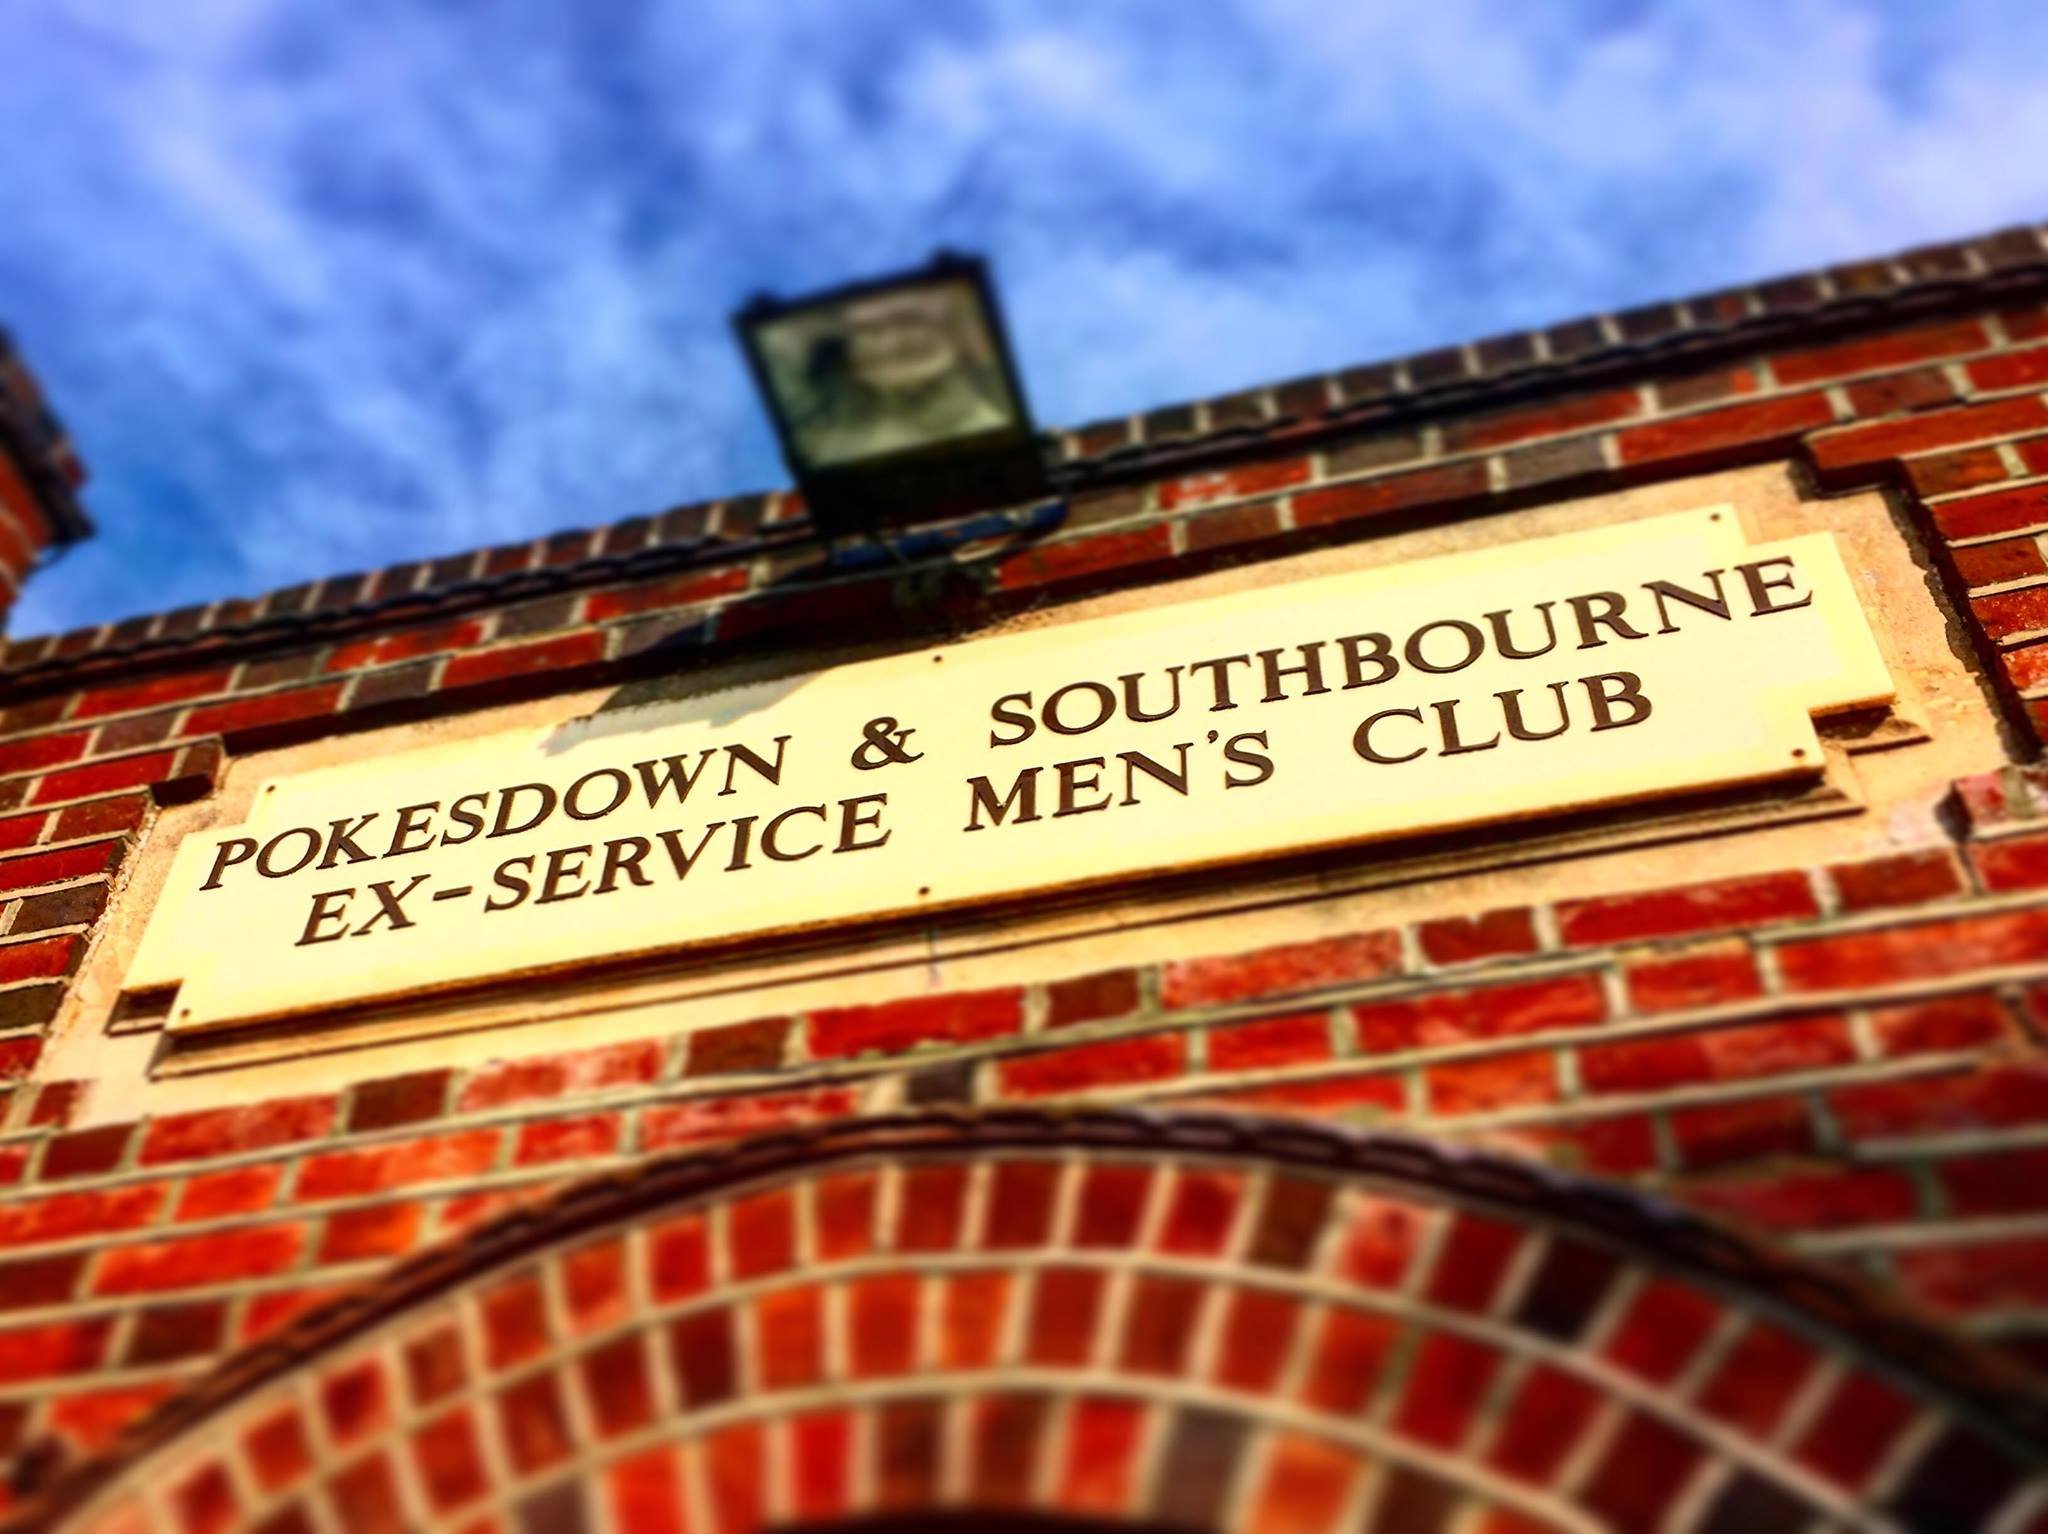 POKESDOWN & SOUTHBOURNE
EX-SERVICE MEN'S CLUB